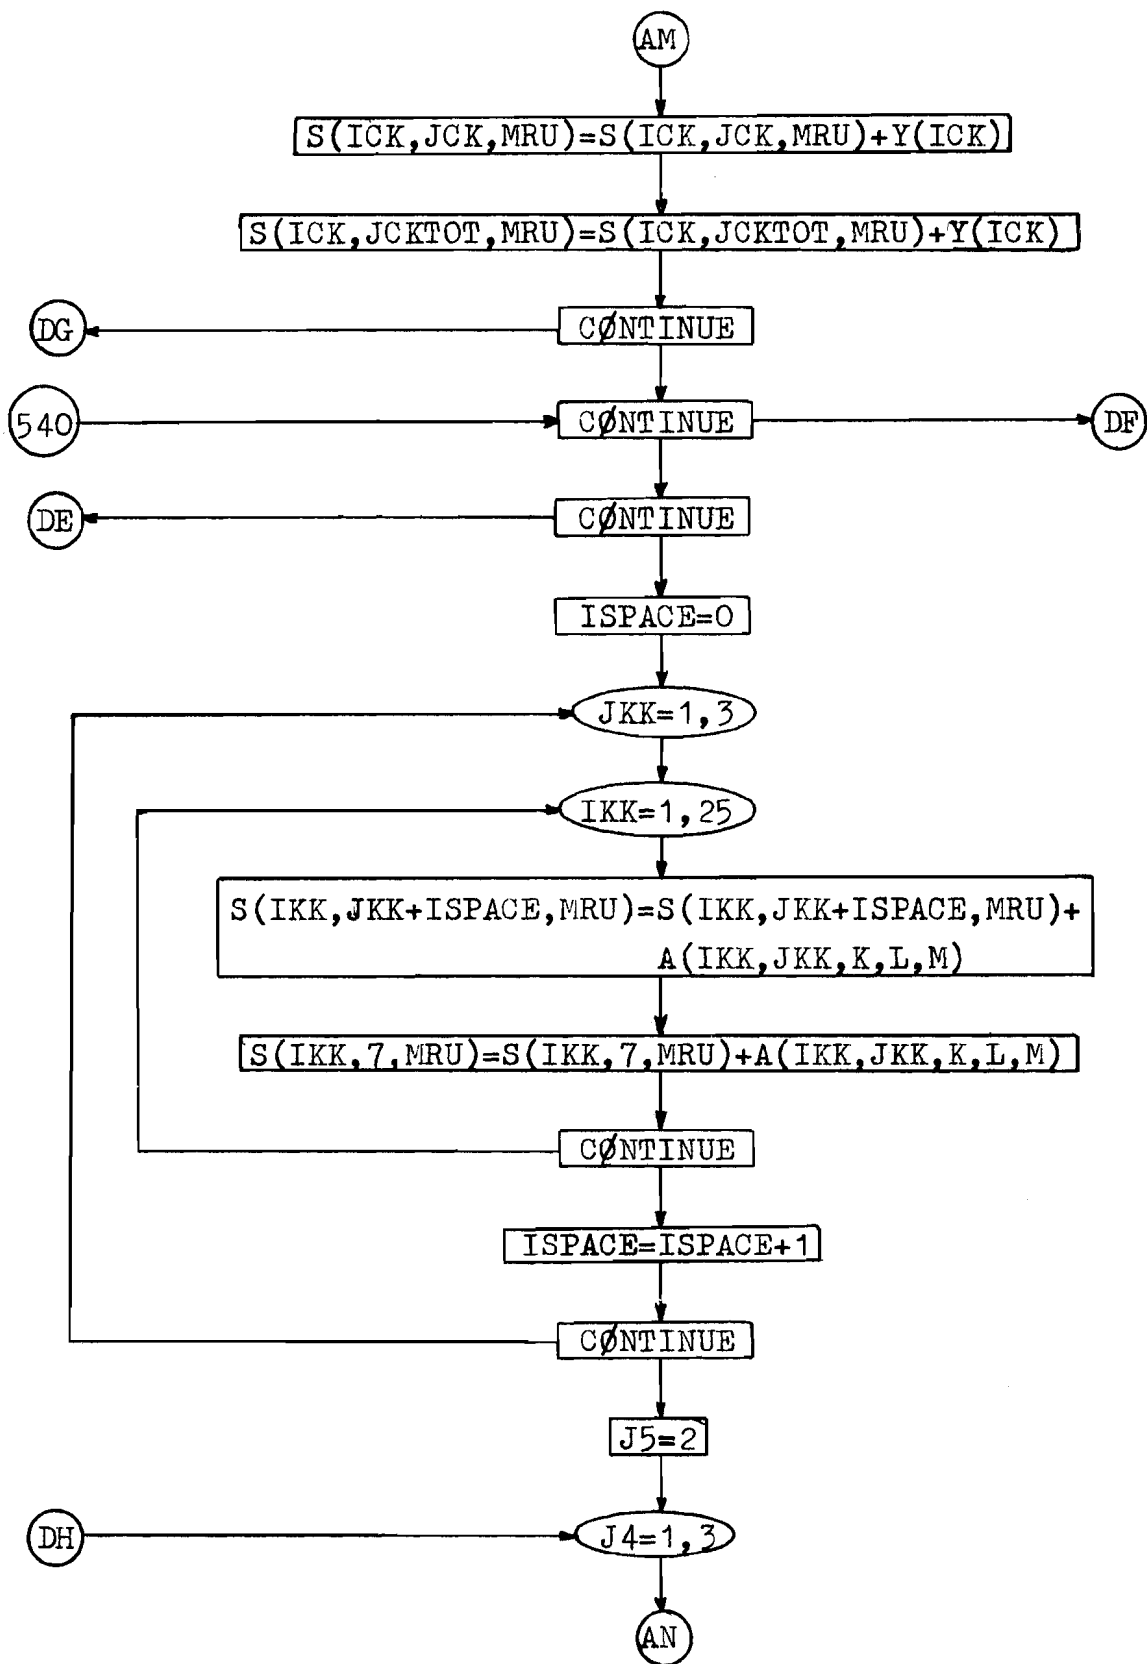 AM
S(ICK,JCK,MRU)=S(ICK,JCK,MRU)+Y(ICK)
S(ICK,JCKTOT,MRU)=S(ICK,JCKTOT,MRU)+Y(ICK)
DG
CØNTINUE
540
CØNTINUE
DF
DE
CØNTINUE
ISPACE=0
JKK=1,3
IKK=1,25
S(IKK,JKK+ISPACE,MRU)=S(IKK,JKK+ISPACE,MRU)+
A(IKK,JKK,K,L,M)
S(IKK,7,MRU)=S(IKK,7,MRU)+A(IKK,JKK,K,L,M)
CØNTINUE
ISPACE=ISPACE+1
CØNTINUE
J5=2
DH
J4=1,3
AN